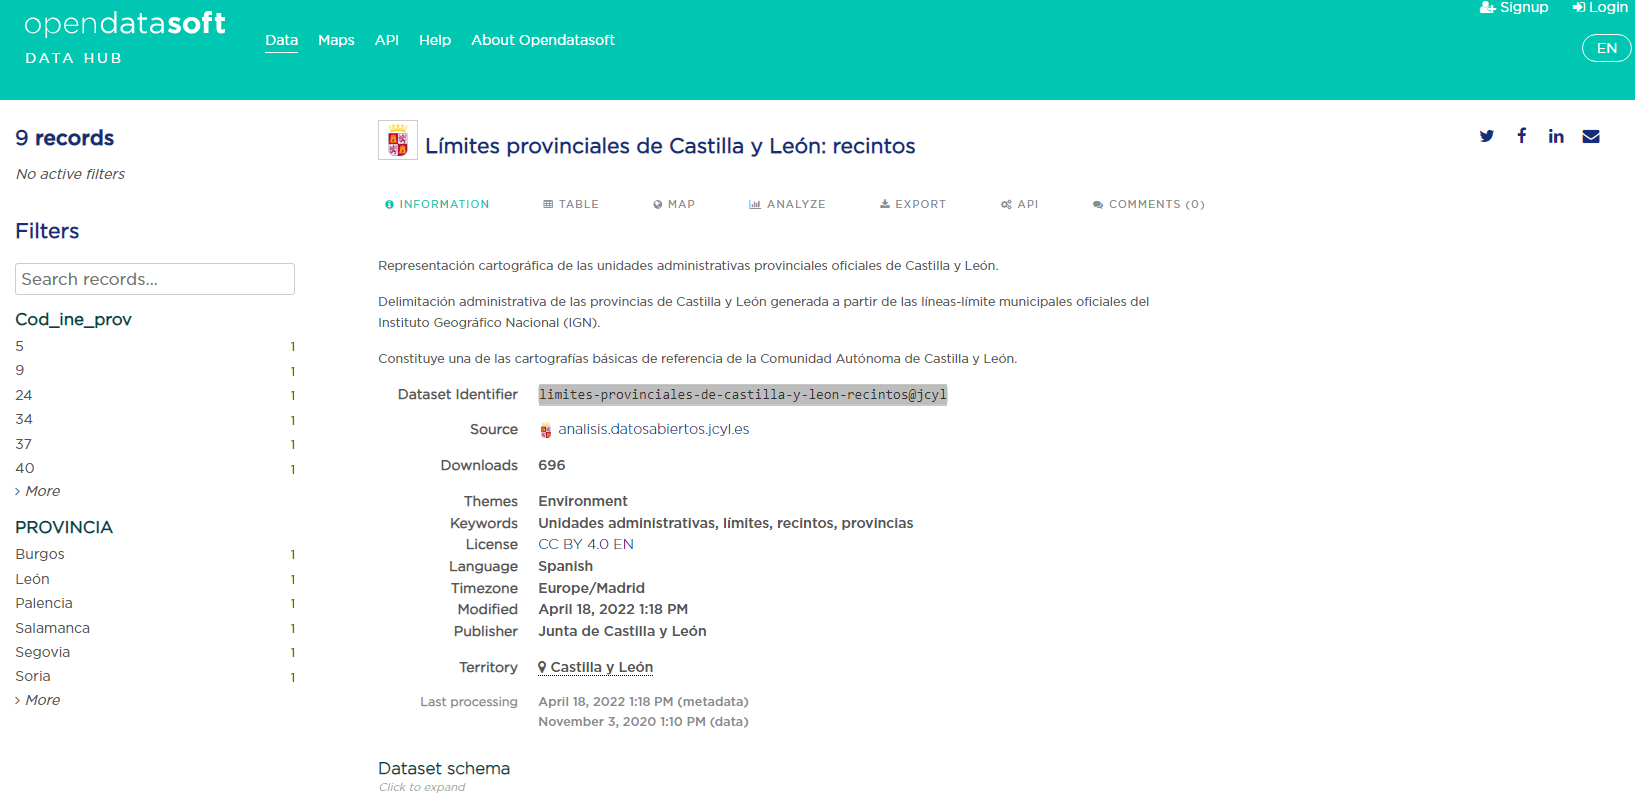 opendatasoft
DATA HUB
Data Maps API Help About Opendatasoft
Signup Login
EN
9 records
No active filters
Filters
Search records...
Cod_ine_prov
5 1
9 1
24 1
34 1
37 1
40 1
> More
PROVINCIA
Burgos 1
León 1
Palencia 1
Salamanca 1
Segovia 1
Soria 1
> More
Límites provinciales de Castilla y León: recintos
INFORMATION TABLE MAP ANALYZE EXPORT API COMMENTS (0)
Representación cartográfica de las unidades administrativas provinciales oficiales de Castilla y León.
Delimitación administrativa de las provincias de Castilla y León generada a partir de las líneas-límite municipales oficiales del
Instituto Geográfico Nacional (IGN).
Constituye una de las cartografías básicas de referencia de la Comunidad Autónoma de Castilla y León.
Dataset Identifier limites-provinciales-de-castilla-y-leon-recintos@jcyl
Source analisis.datosabiertos.jcyl.es
Downloads 696
Themes Environment
Keywords Unidades administrativas, límites, recintos, provincias
License CC BY 4.0 EN
Language Spanish
Timezone Europe/Madrid
Modified April 18, 2022 1:18 PM
Publisher Junta de Castilla y León
Territory Castilla y León
Last processing April 18, 2022 1:18 PM (metadata)
November 3, 2020 1:10 PM (data)
Dataset schema
Click to expand